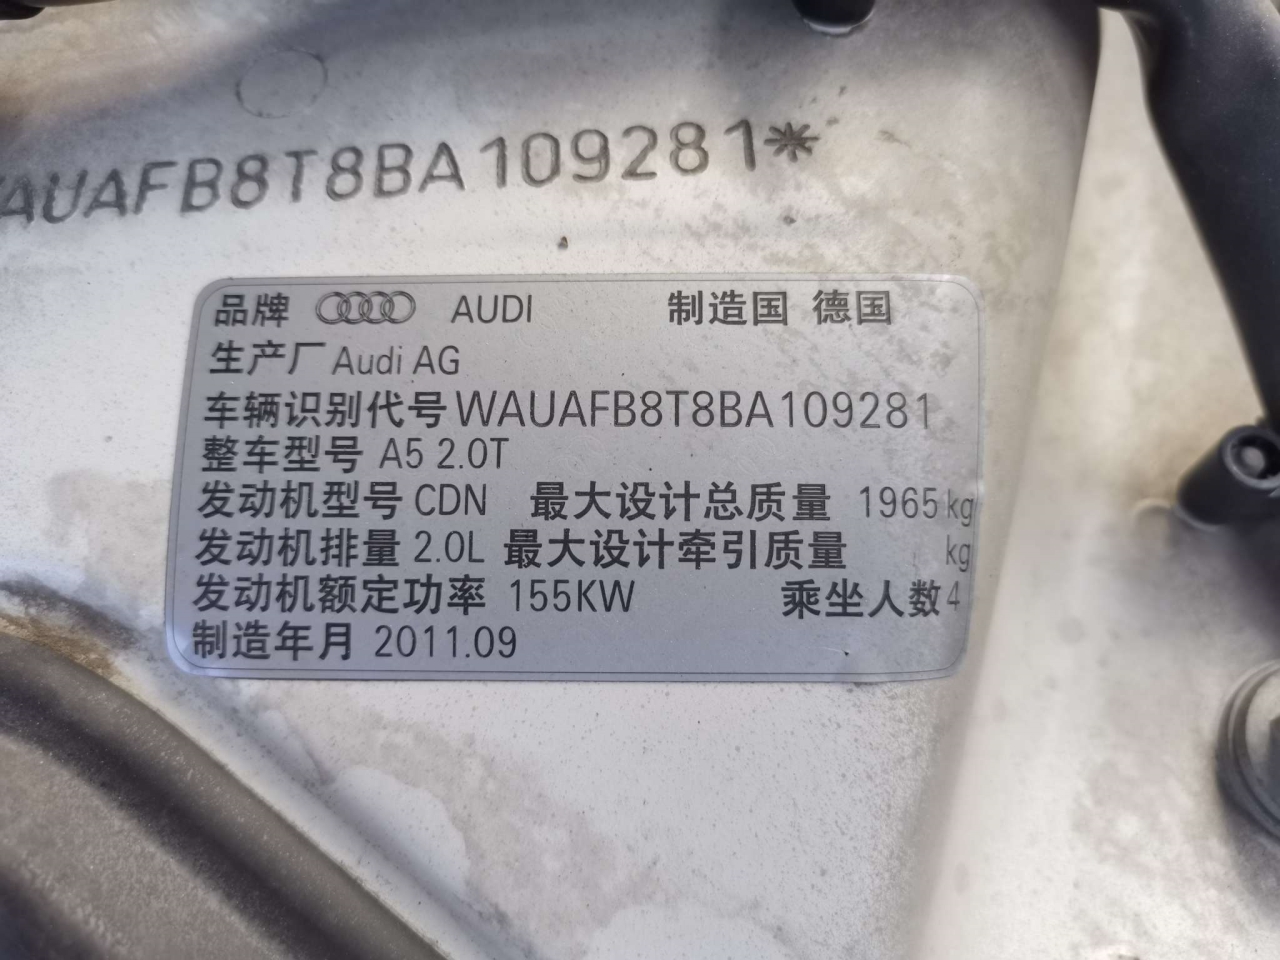 AUAFB8T8BA109281*
品牌 AUDI 制造国 德国
生产厂 Audi AG
车辆识别代号 WAUAFB8T8BA109281
整车型号 A5 2.0T
发动机型号 CDN 最大设计总质量 1965 kg
发动机排量 2.0L 最大设计牵引质量 kg
发动机额定功率 155KW 乘坐人数 4
制造年月 2011.09